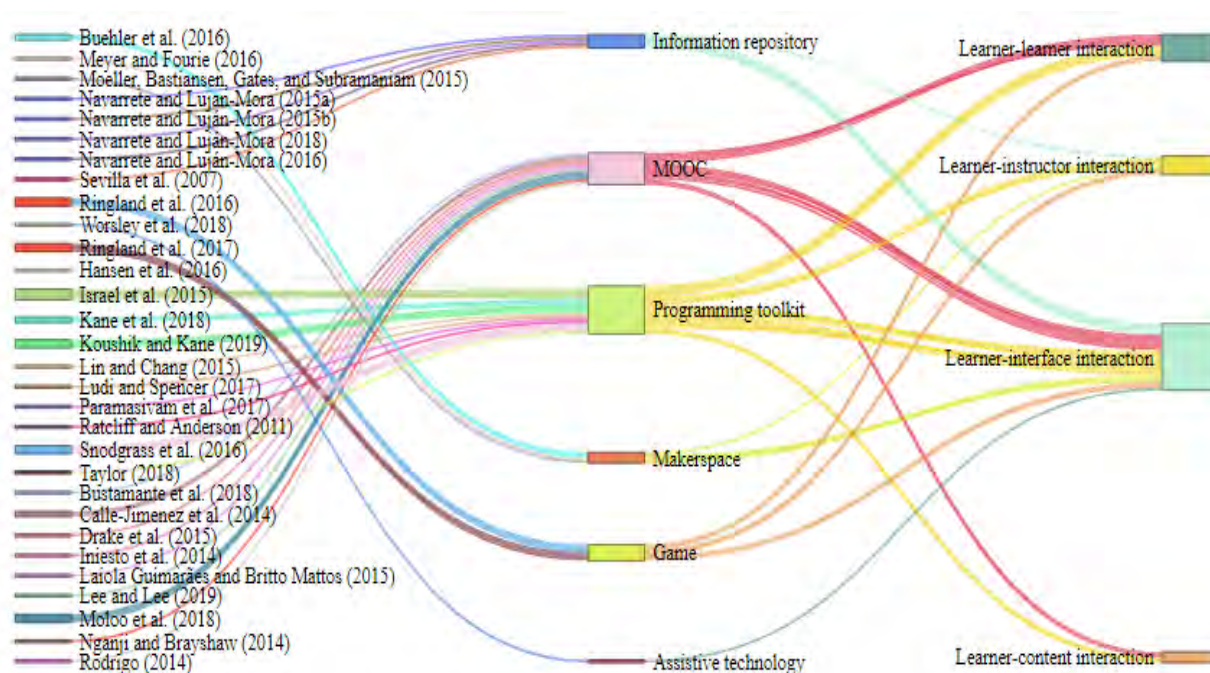 Buehler et al. (2016)
Meyer and Fourie (2016)
Moeller, Bastiansen, Gates, and Subramaniam (2015)
Navarrete and Luján-Mora (2015a)
Navarrete and Luján-Mora (2015b)
Navarrete and Luján-Mora (2018)
Navarrete and Luján-Mora (2016)
Sevilla et al. (2007)
Ringland et al. (2016)
Worsley et al. (2018)
Ringland et al. (2017)
Hansen et al. (2016)
Israel et al. (2015)
Kane et al. (2018)
Koushik and Kane (2019)
Lin and Chang (2015)
Ludi and Spencer (2017)
Paramasivam et al. (2017)
Ratcliff and Anderson (2011)
Snodgrass et al. (2016)
Taylor (2018)
Bustamante et al. (2018)
Calle-Jimenez et al. (2014)
Drake et al. (2015)
Iniesto et al. (2014)
Laiola Guimarães and Britto Mattos (2015)
Lee and Lee (2019)
Moloo et al. (2018)
Nganji and Brayshaw (2014)
Rodrigo (2014)
Information repository
MOOC
Programming toolkit
Makerspace
Game
Assistive technology
Learner-learner interaction
Learner-instructor interaction
Learner-interface interaction
Learner-content interaction